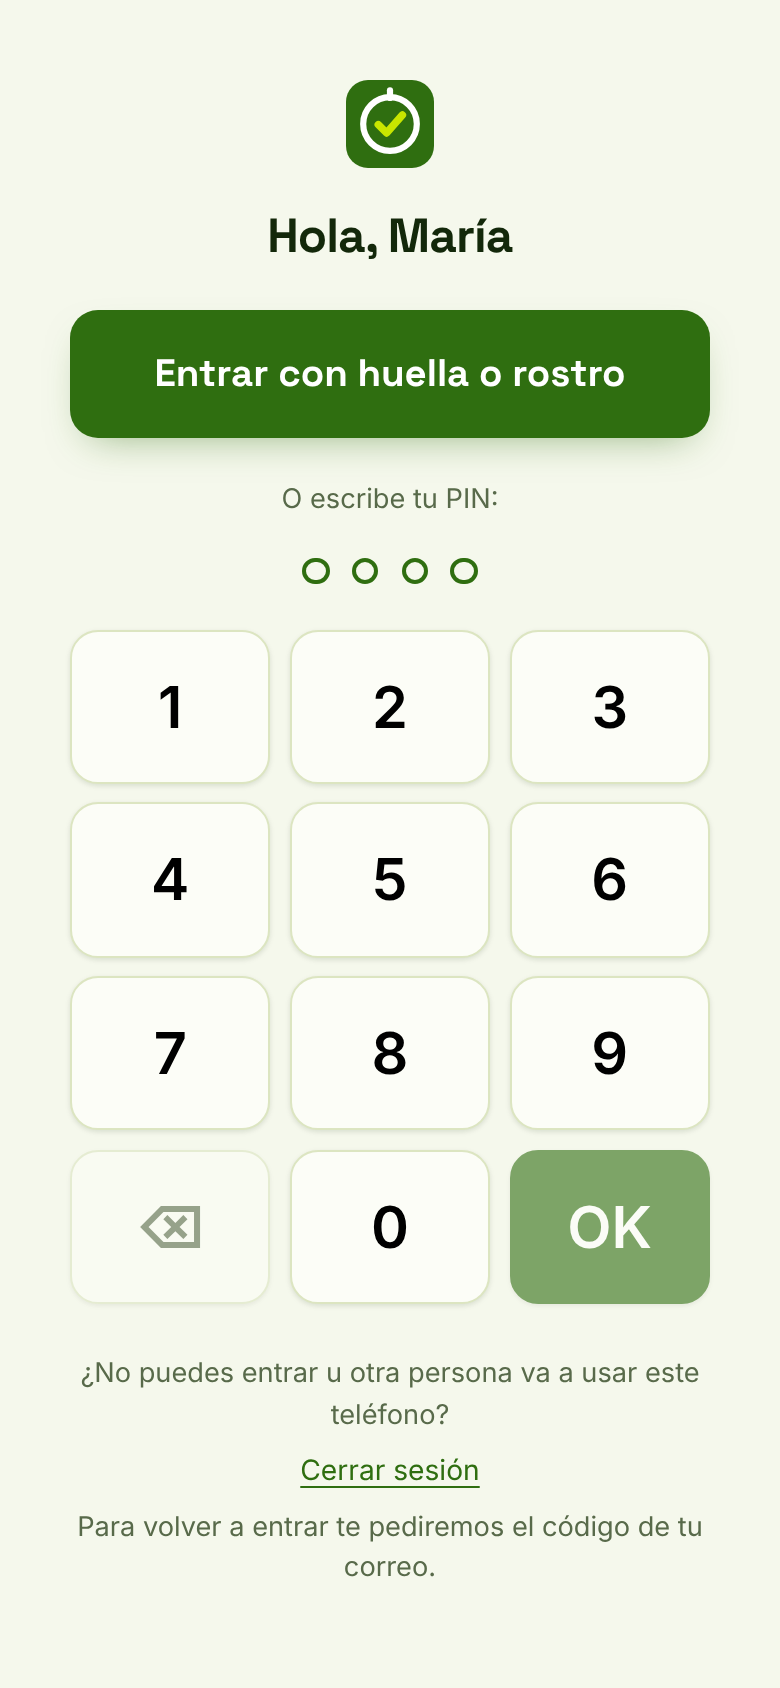 Hola, María
Entrar con huella o rostro
O escribe tu PIN:
1 2 3
4 5 6
7 8 9
0 OK
¿No puedes entrar u otra persona va a usar este
teléfono?
Cerrar sesión
Para volver a entrar te pediremos el código de tu
correo.